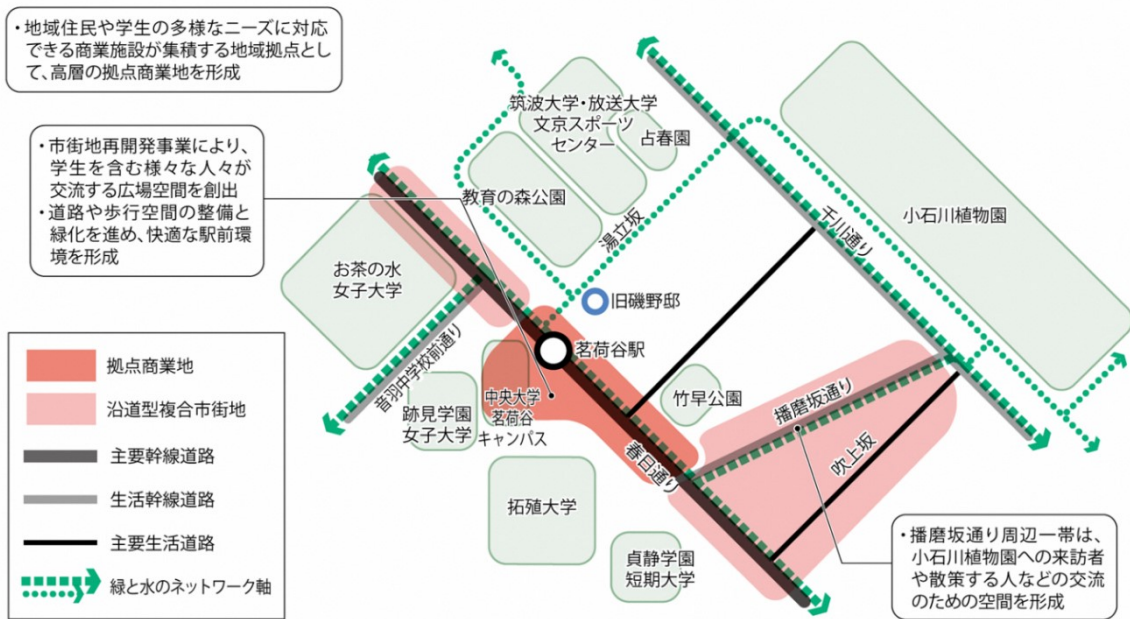 ・地域住民や学生の多様なニーズに対応
できる商業施設が集積する地域拠点とし
て、高層の拠点商業地を形成
・市街地再開発事業により、
学生を含む様々な人々が
交流する広場空間を創出
・道路や歩行空間の整備と
緑化を進め、快適な駅前環
境を形成
筑波大学・放送大学
文京スポーツ
センター
占春園
教育の森公園
湯立坂
千川通り
小石川植物園
お茶の水
女子大学
旧磯野邸
茗荷谷駅
音羽中学校前通り
跡見学園
女子大学
中央大学
茗荷谷
キャンパス
竹早公園
播磨坂通り
吹上坂
春日通り
拓殖大学
貞静学園
短期大学
拠点商業地
沿道型複合市街地
主要幹線道路
生活幹線道路
主要生活道路
緑と水のネットワーク軸
・播磨坂通り周辺一帯は、
小石川植物園への来訪者
や散策する人などの交流
のための空間を形成